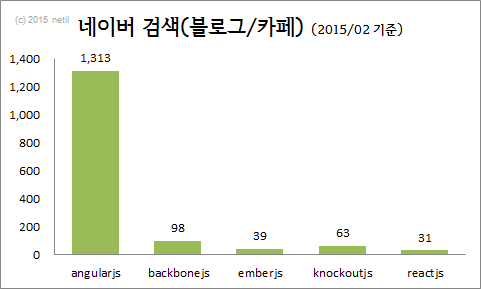 (c) 2015 netil
네이버 검색(블로그/카페) (2015/02 기준)
1,400
1,200
1,000
800
600
400
200
0
1,313
98
39
63
31
angularjs
backbonejs
emberjs
knockoutjs
reactjs